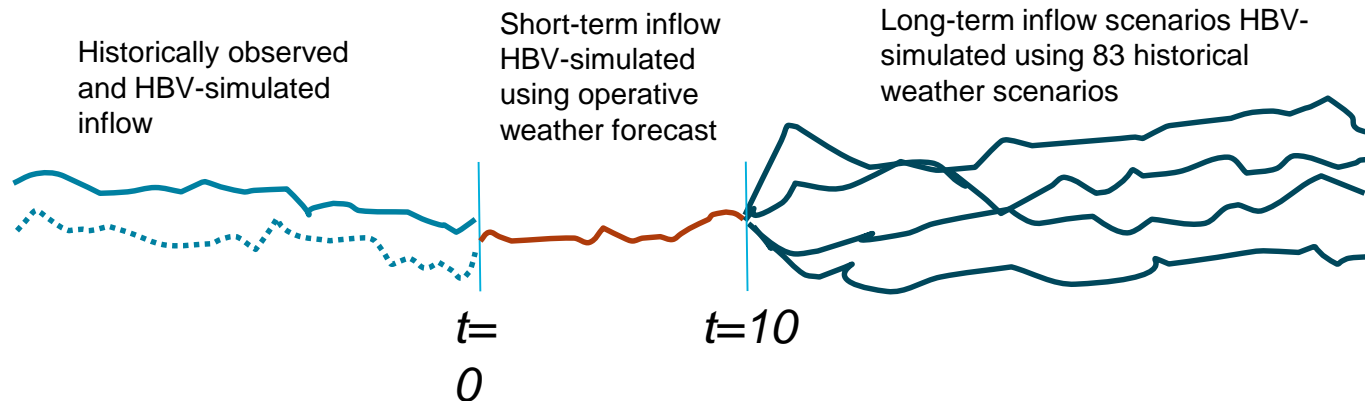 Historically observed
and HBV-simulated
inflow
Short-term inflow
HBV-simulated
using operative
weather forecast
Long-term inflow scenarios HBV-
simulated using 83 historical
weather scenarios
t=
0
t=10